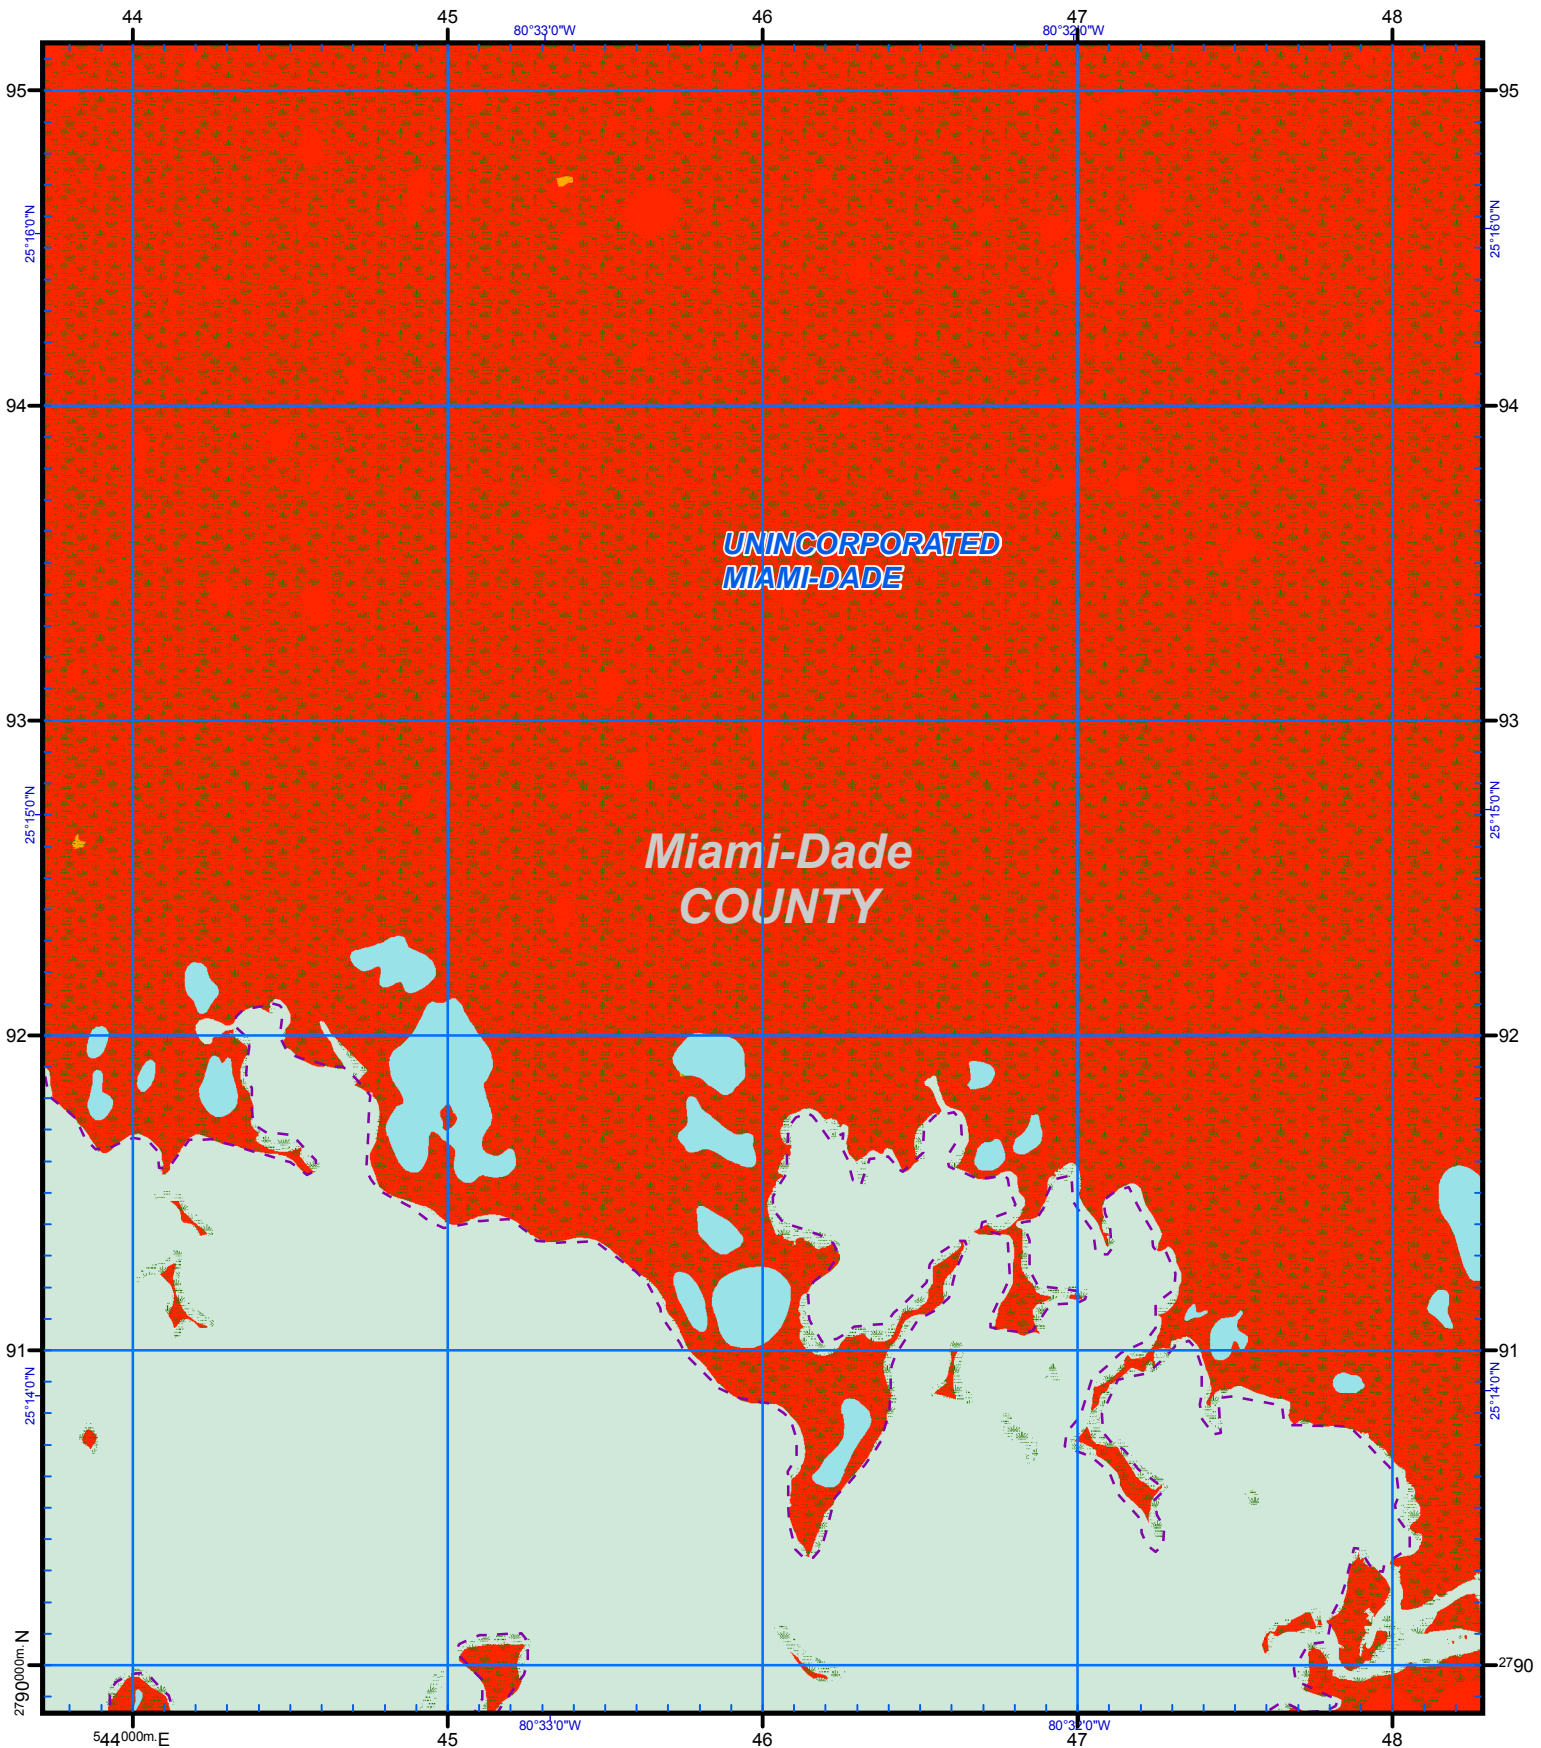 44 45 46 47 48
80°33'0"W 80°32'0"W
95 95
25°16'0"N 25°16'0"N
94 94
UNINCORPORATED
MIAMI-DADE
93 93
25°15'0"N 25°15'0"N
Miami-Dade
COUNTY
92 92
91 91
25°14'0"N 25°14'0"N
2790000m. N 2790
80°33'0"W 80°32'0"W
544000m. E 45 46 47 48